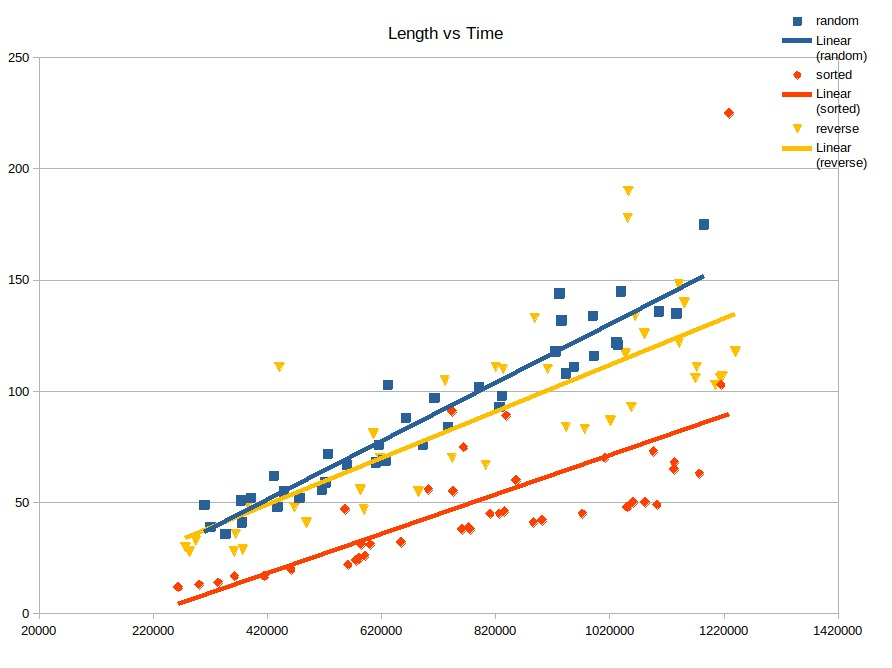 Length vs Time
random
Linear
(random)
sorted
Linear
(sorted)
reverse
Linear
(reverse)
250
200
150
100
50
0
20000 220000 420000 620000 820000 1020000 1220000 1420000